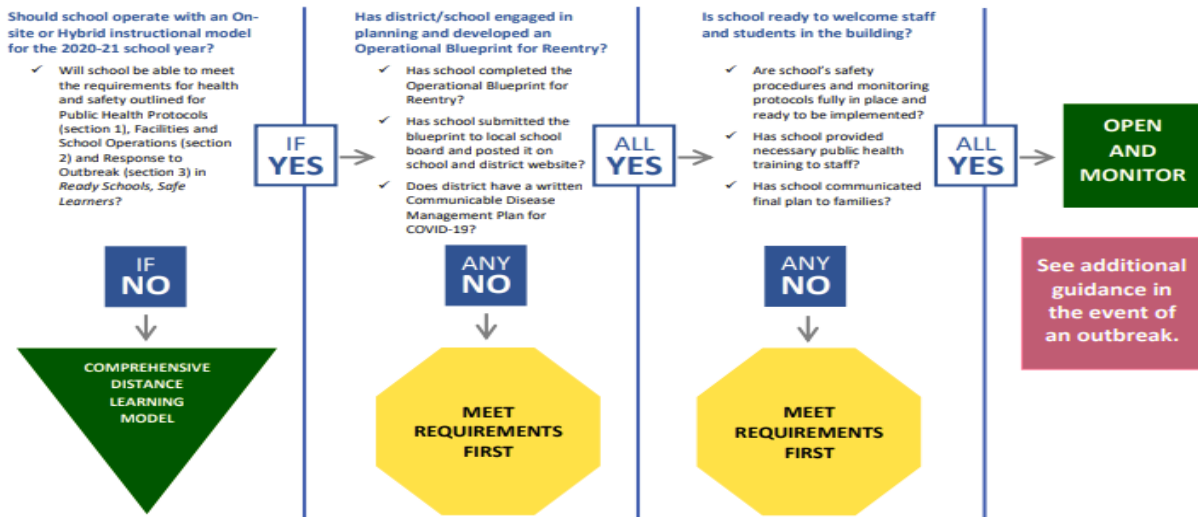 Should school operate with an On-
site or Hybrid instructional model
for the 2020-21 school year?
✓ Will school be able to meet
the requirements for health
and safety outlined for
Public Health Protocols
(section 1), Facilities and
School Operations (section
2) and Response to
Outbreak (section 3) in
Ready Schools, Safe
Learners?
IF
YES
IF
NO
COMPREHENSIVE
DISTANCE
LEARNING
MODEL
Has district/school engaged in
planning and developed an
Operational Blueprint for Reentry?
✓ Has school completed the
Operational Blueprint for
Reentry?
✓ Has school submitted the
blueprint to local school
board and posted it on
school and district website?
✓ Does district have a written
Communicable Disease
Management Plan for
COVID-19?
ALL
YES
ANY
NO
MEET
REQUIREMENTS
FIRST
Is school ready to welcome staff
and students in the building?
✓ Are school's safety
procedures and monitoring
protocols fully in place and
ready to be implemented?
✓ Has school provided
necessary public health
training to staff?
✓ Has school communicated
final plan to families?
ALL
YES
ANY
NO
MEET
REQUIREMENTS
FIRST
OPEN
AND
MONITOR
See additional
guidance in
the event of
an outbreak.